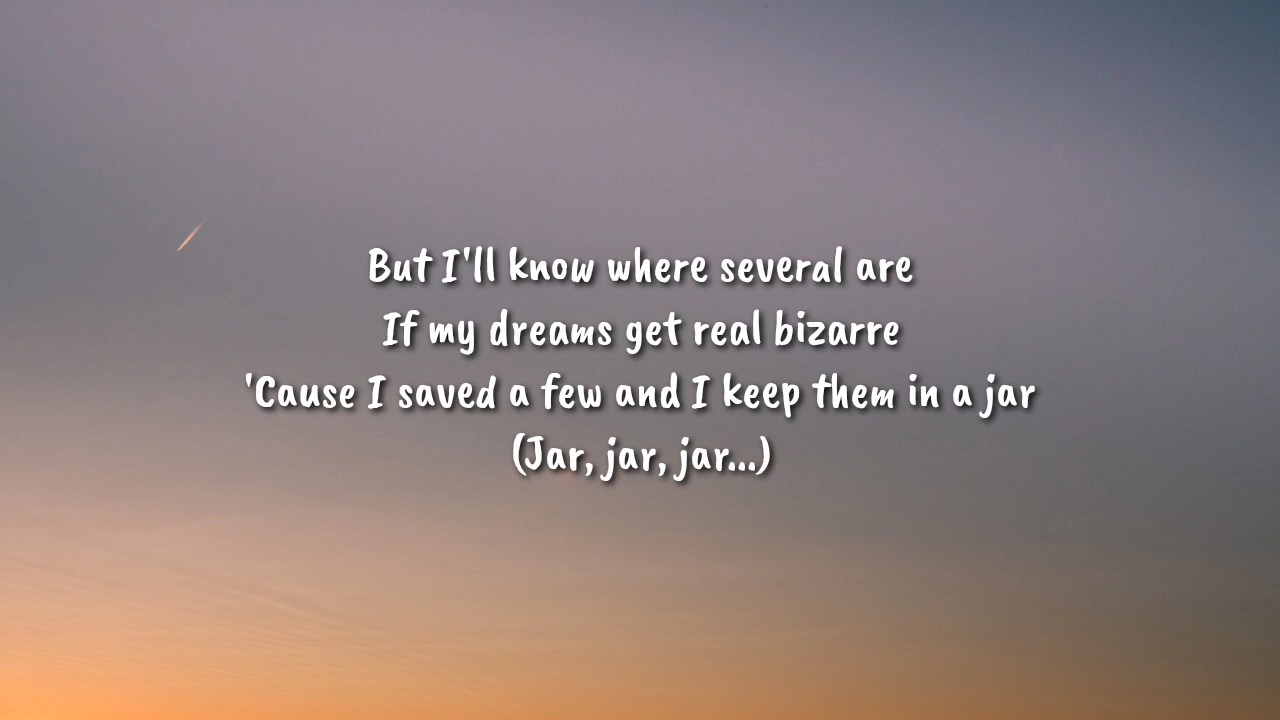 But I'll know where several are
If my dreams get real bizarre
'Cause I saved a few and I keep them in a jar
(Jar, jar, jar...)